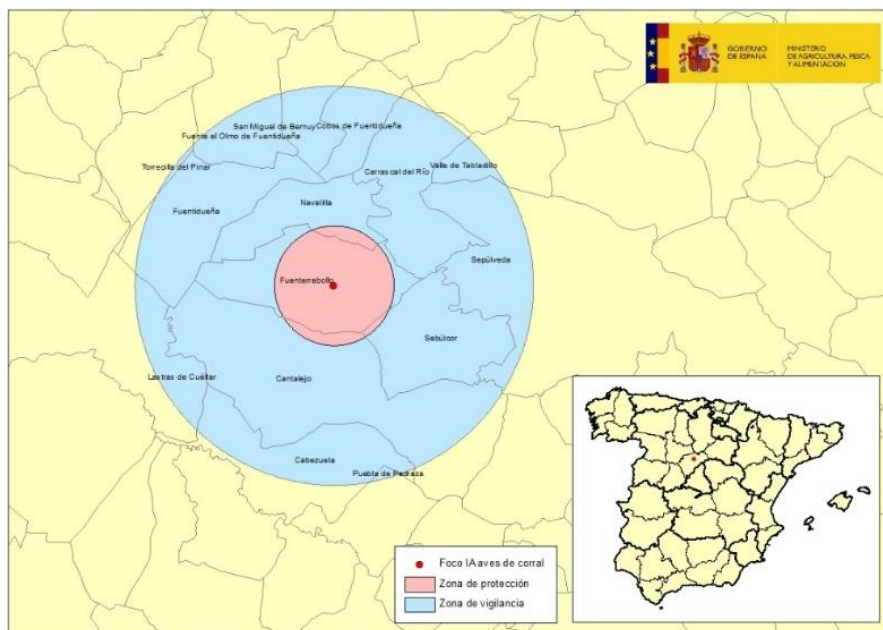 GOBIERNO
DE ESPAÑA
MINISTERIO
DE AGRICULTURA, PESCA
Y ALIMENTACIÓN
San Miguel de Bernuy
Cobos de Fuentidueña
Fuente el Olmo de Fuentidueña
Torrecilla del Pinar
Valle de Tabladillo
Carrascal del Río
Navalilla
Fuentidueña
Sepúlveda
Fuenterrebollo
Sebúlcor
Lastras de Cuéllar
Cantalejo
Cabezuela
Puebla de Pedraza
Foco IA aves de corral
Zona de protección
Zona de vigilancia